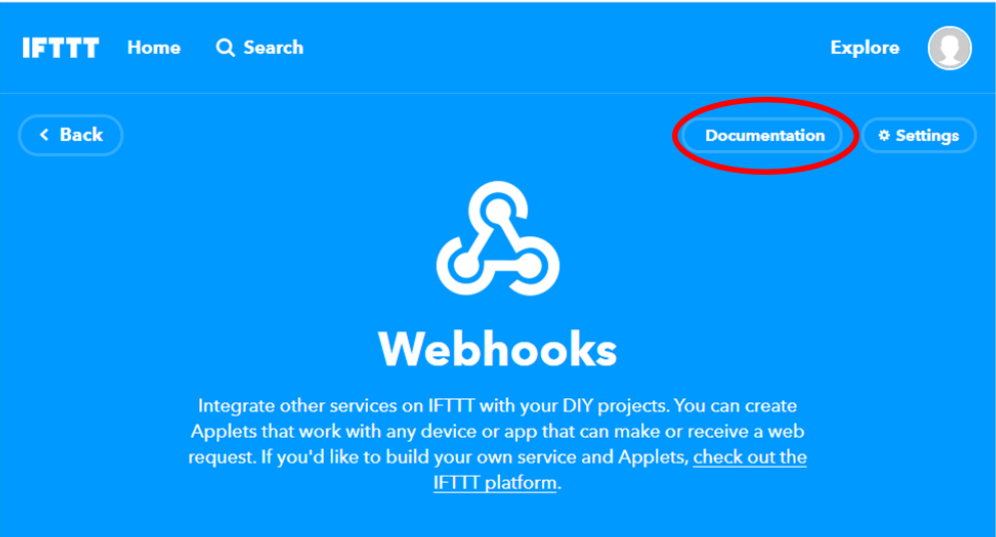 IFTTT Home Search Explore
Back Documentation Settings
Webhooks
Integrate other services on IFTTT with your DIY projects. You can create
Applets that work with any device or app that can make or receive a web
request. If you'd like to build your own service and Applets, check out the
IFTTT platform.